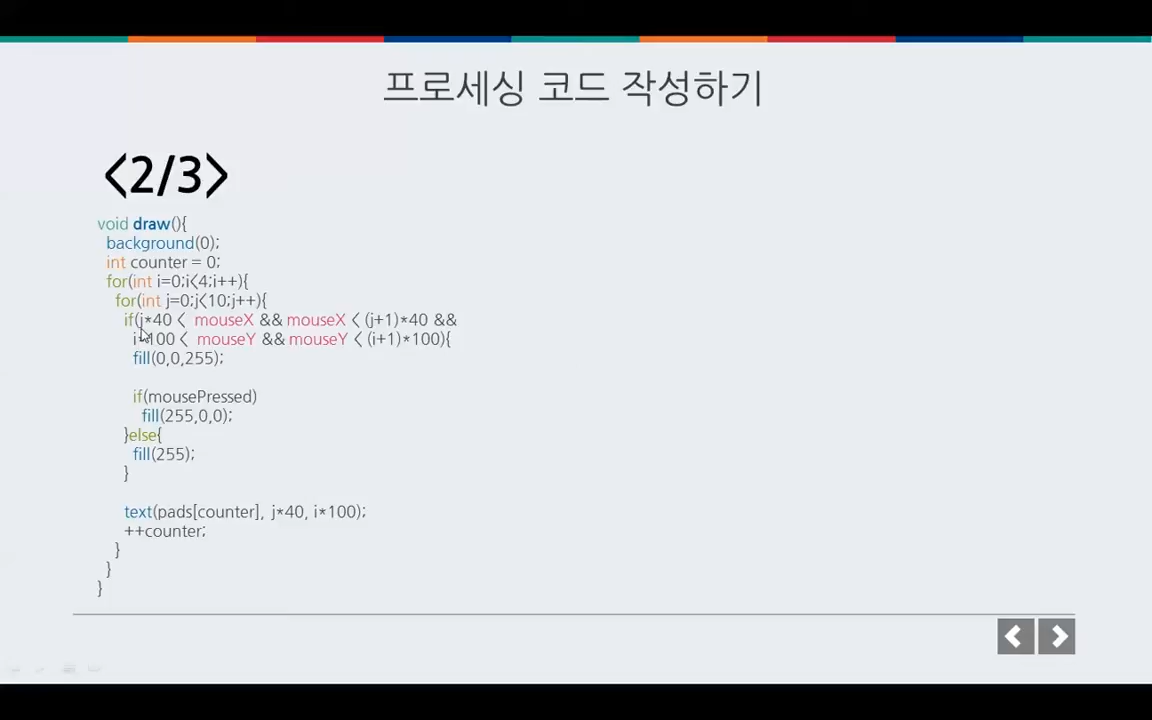 프로세싱 코드 작성하기
<2/3>
void draw(){
background(0);
int counter = 0;
for(int i=0;i<4;i++){
for(int j=0;j<10;j++){
if(j*40 < mouseX && mouseX < (j+1)*40 &&
i*100 < mouseY && mouseY < (i+1)*100){
fill(0,0,255);
if(mousePressed)
fill(255,0,0);
}else{
fill(255);
}
text(pads[counter], j*40, i*100);
++counter;
}
}
}